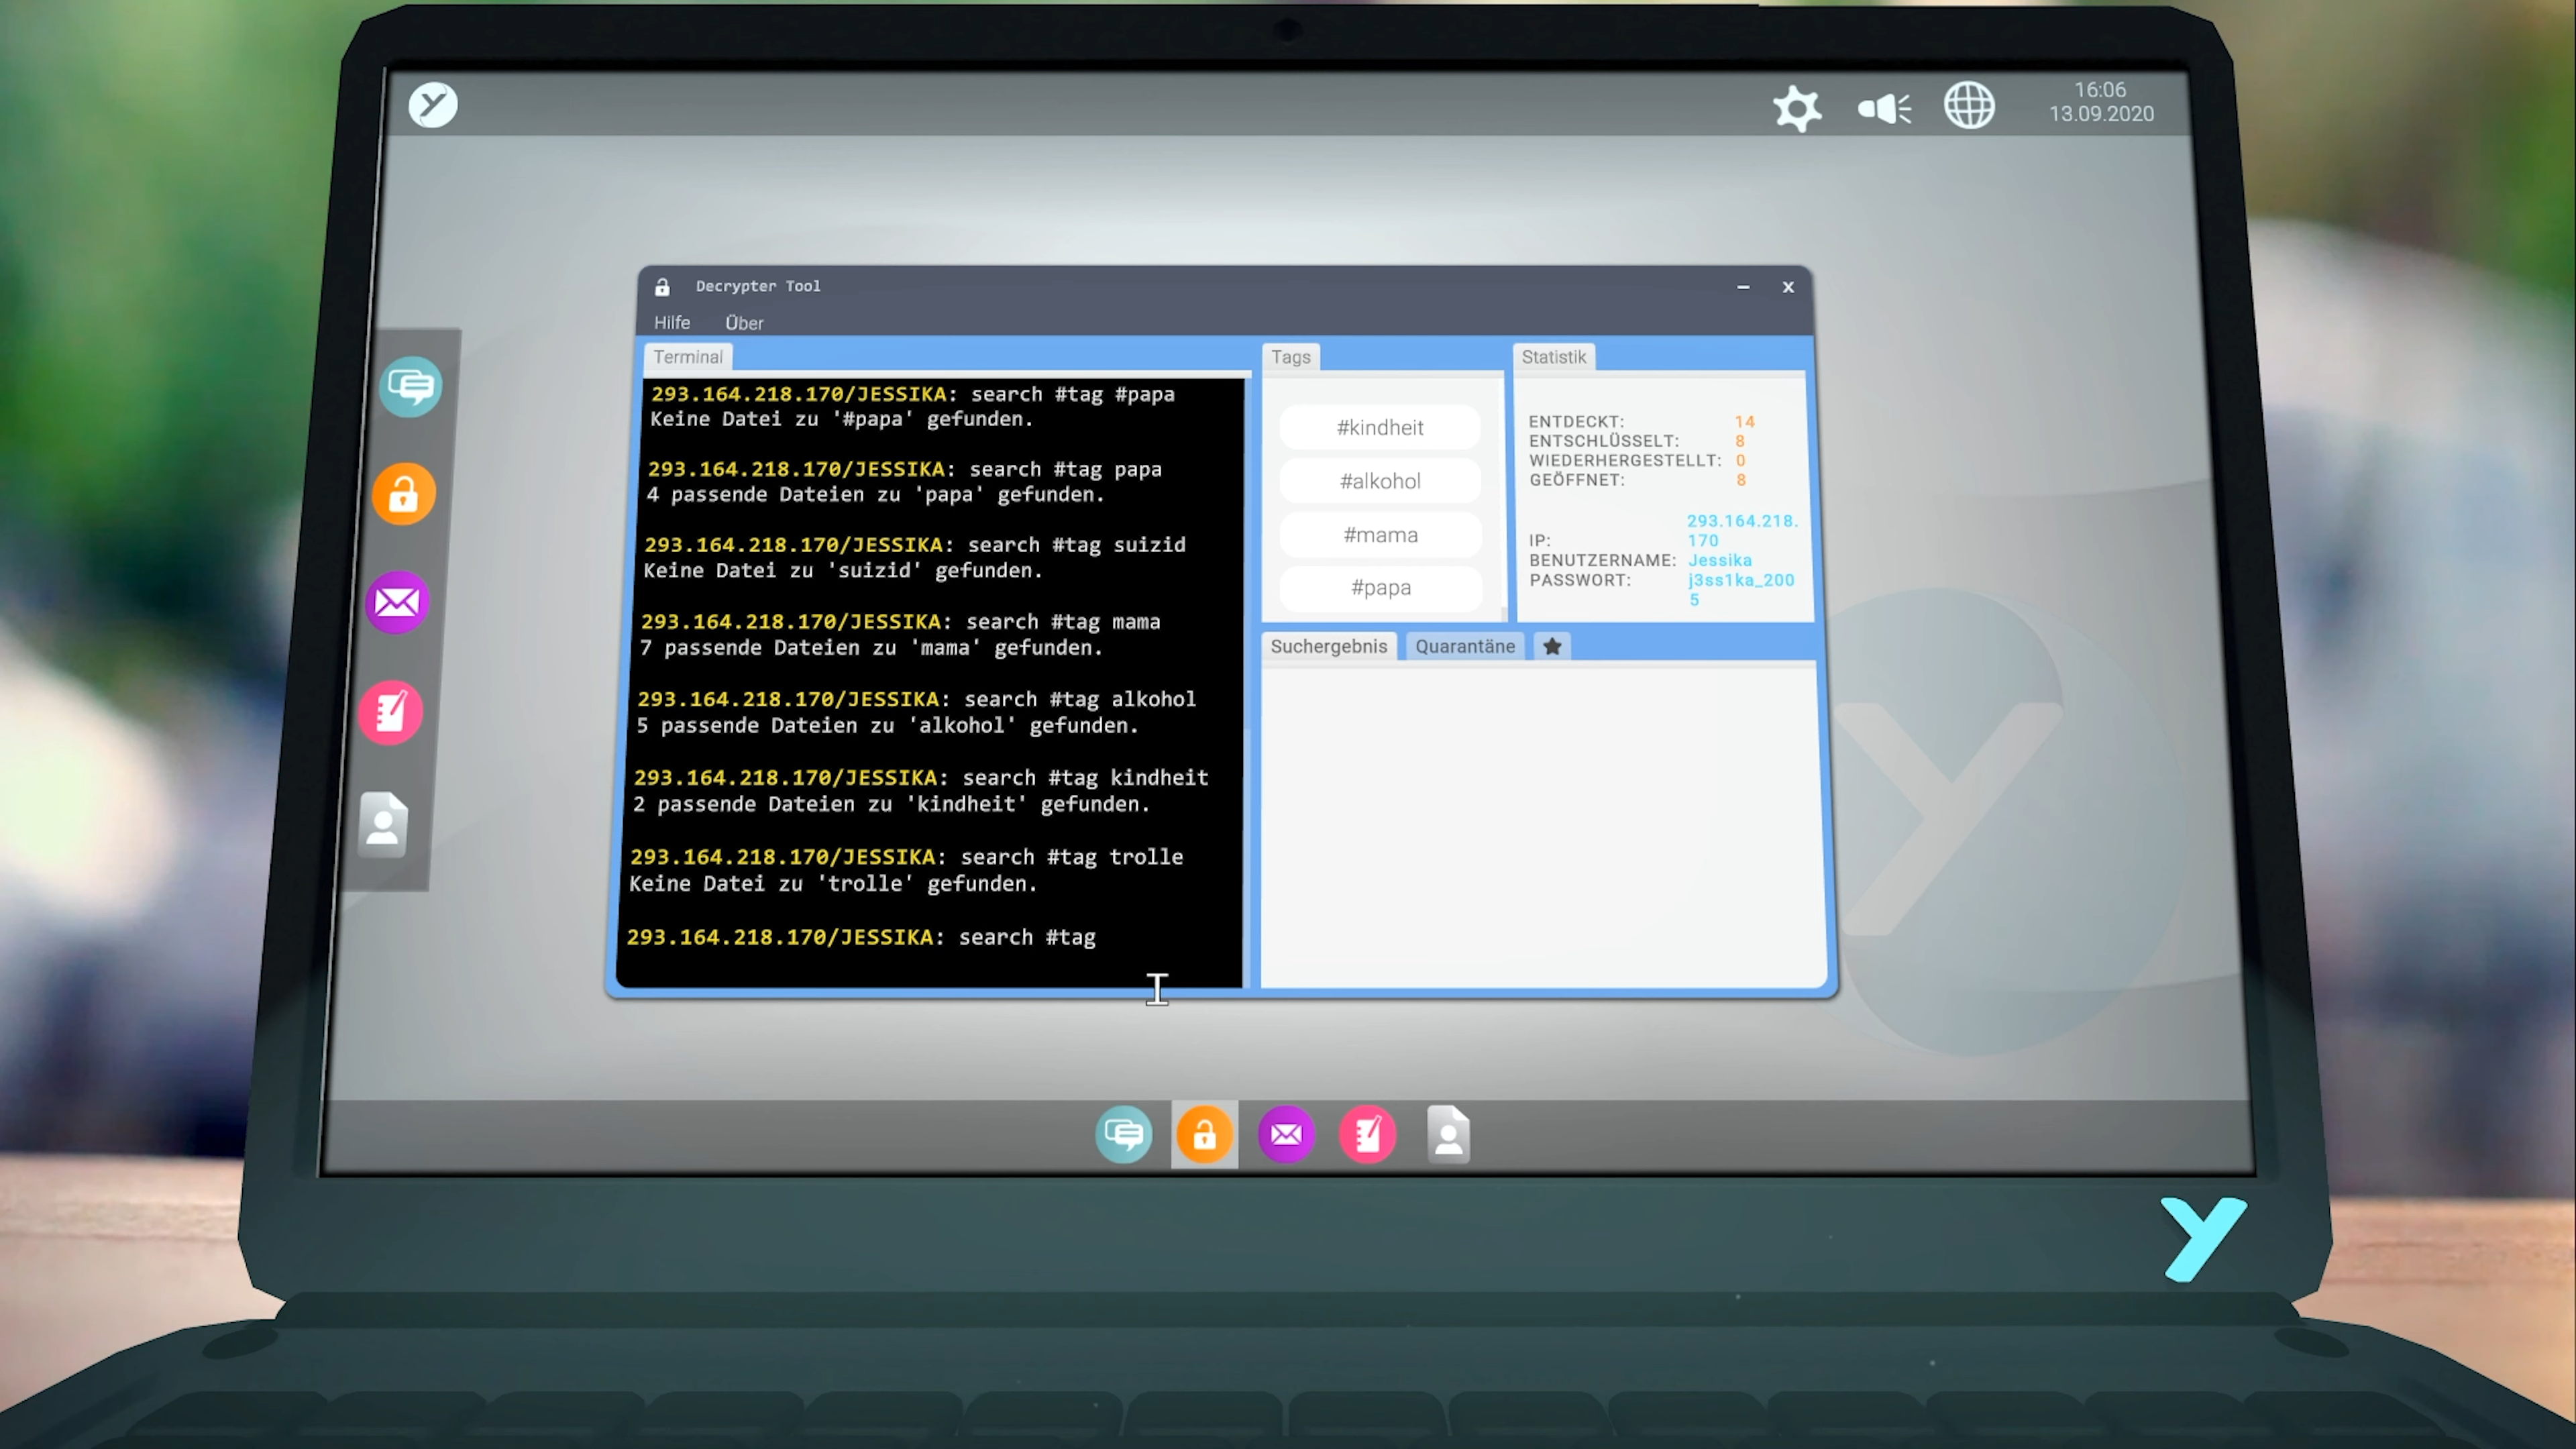 16:06
13.09.2020
Decrypter Tool
Hilfe Über
Terminal
293.164.218.170/JESSIKA: search #tag #papa
Keine Datei zu '#papa' gefunden.
293.164.218.170/JESSIKA: search #tag papa
4 passende Dateien zu 'papa' gefunden.
293.164.218.170/JESSIKA: search #tag suizid
Keine Datei zu 'suizid' gefunden.
293.164.218.170/JESSIKA: search #tag mama
7 passende Dateien zu 'mama' gefunden.
293.164.218.170/JESSIKA: search #tag alkohol
5 passende Dateien zu 'alkohol' gefunden.
293.164.218.170/JESSIKA: search #tag kindheit
2 passende Dateien zu 'kindheit' gefunden.
293.164.218.170/JESSIKA: search #tag trolle
Keine Datei zu 'trolle' gefunden.
293.164.218.170/JESSIKA: search #tag
Tags
#kindheit
#alkohol
#mama
#papa
Statistik
ENTDECKT: 14
ENTSCHLÜSSELT: 8
WIEDERHERGESTELLT: 0
GEÖFFNET: 8
293.164.218.
IP: 170
BENUTZERNAME: Jessika
PASSWORT: j3ss1ka_200
5
Suchergebnis Quarantäne
Y